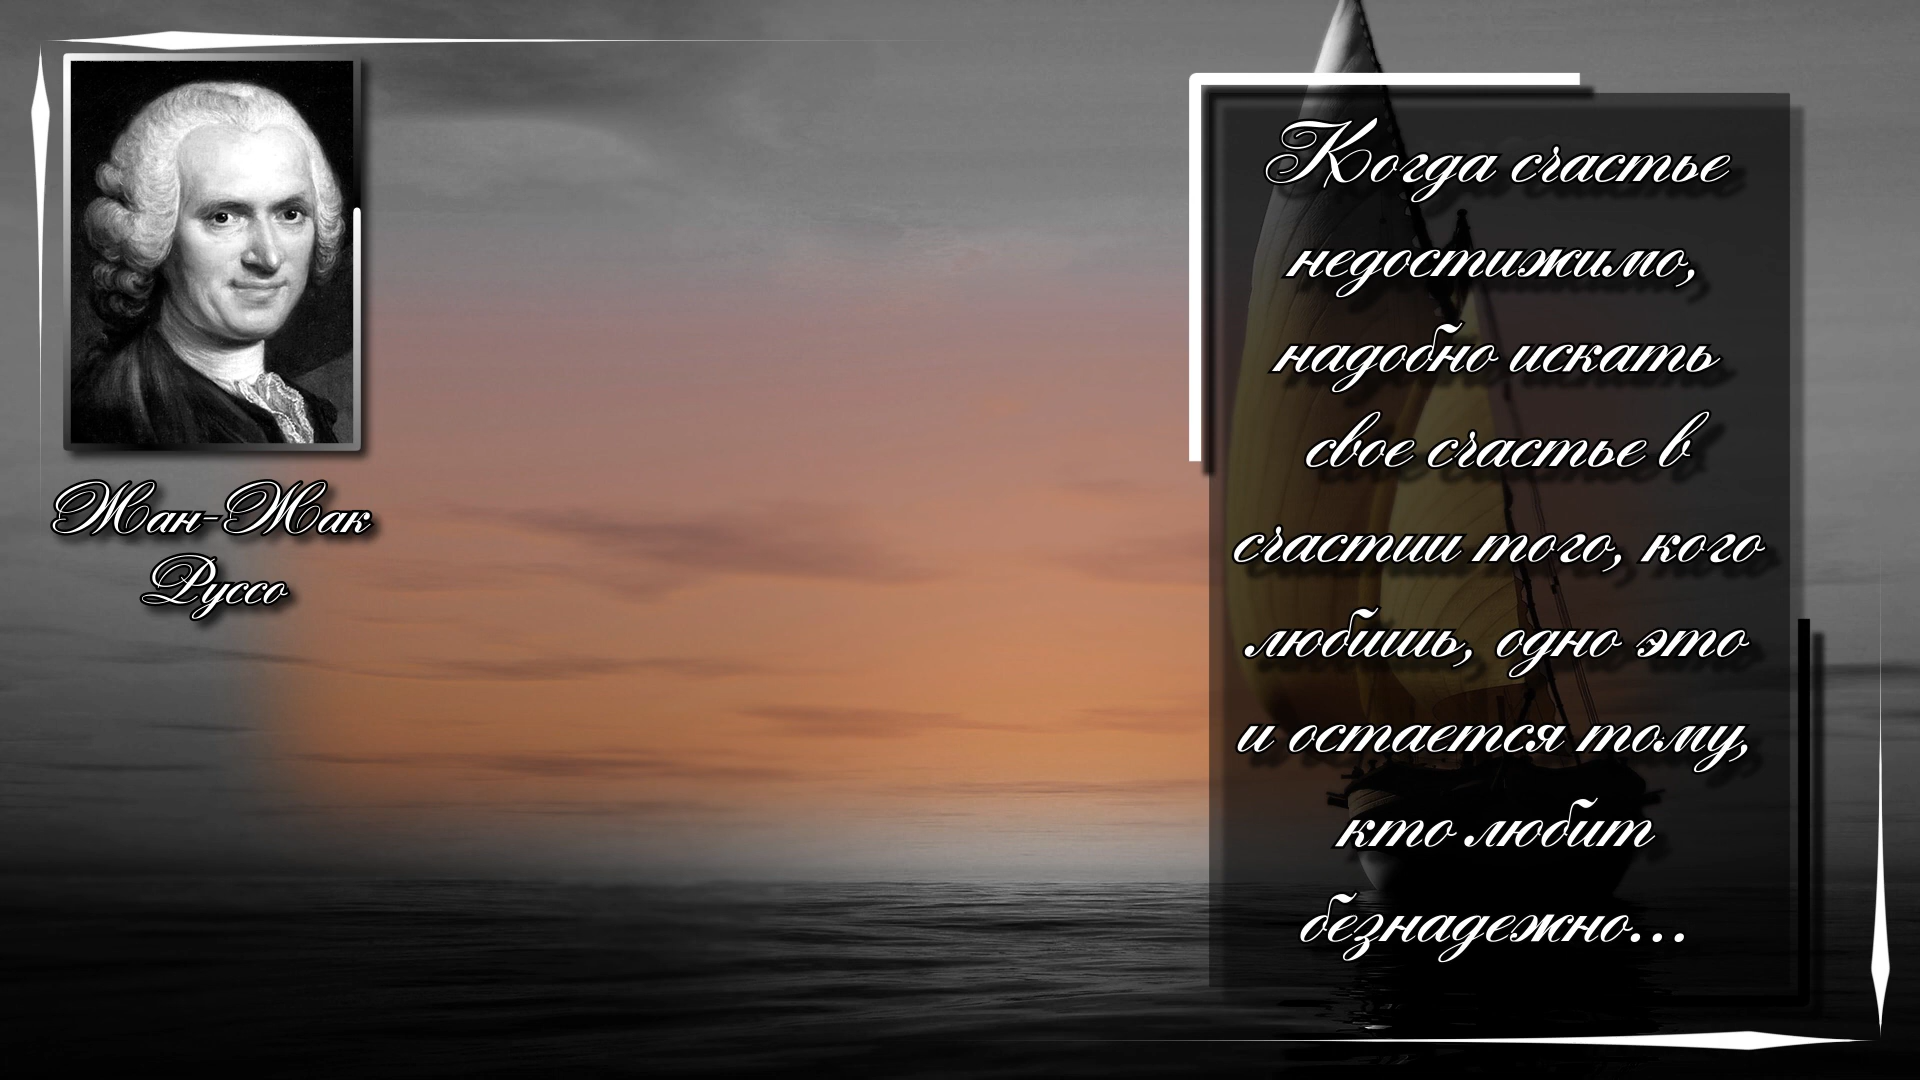 Жан-Жак
Руссо
Когда счастье
недостижимо,
надобно искать
свое счастье в
счастии того, кого
любишь, одно это
и остается тому,
кто любит
безнадежно...